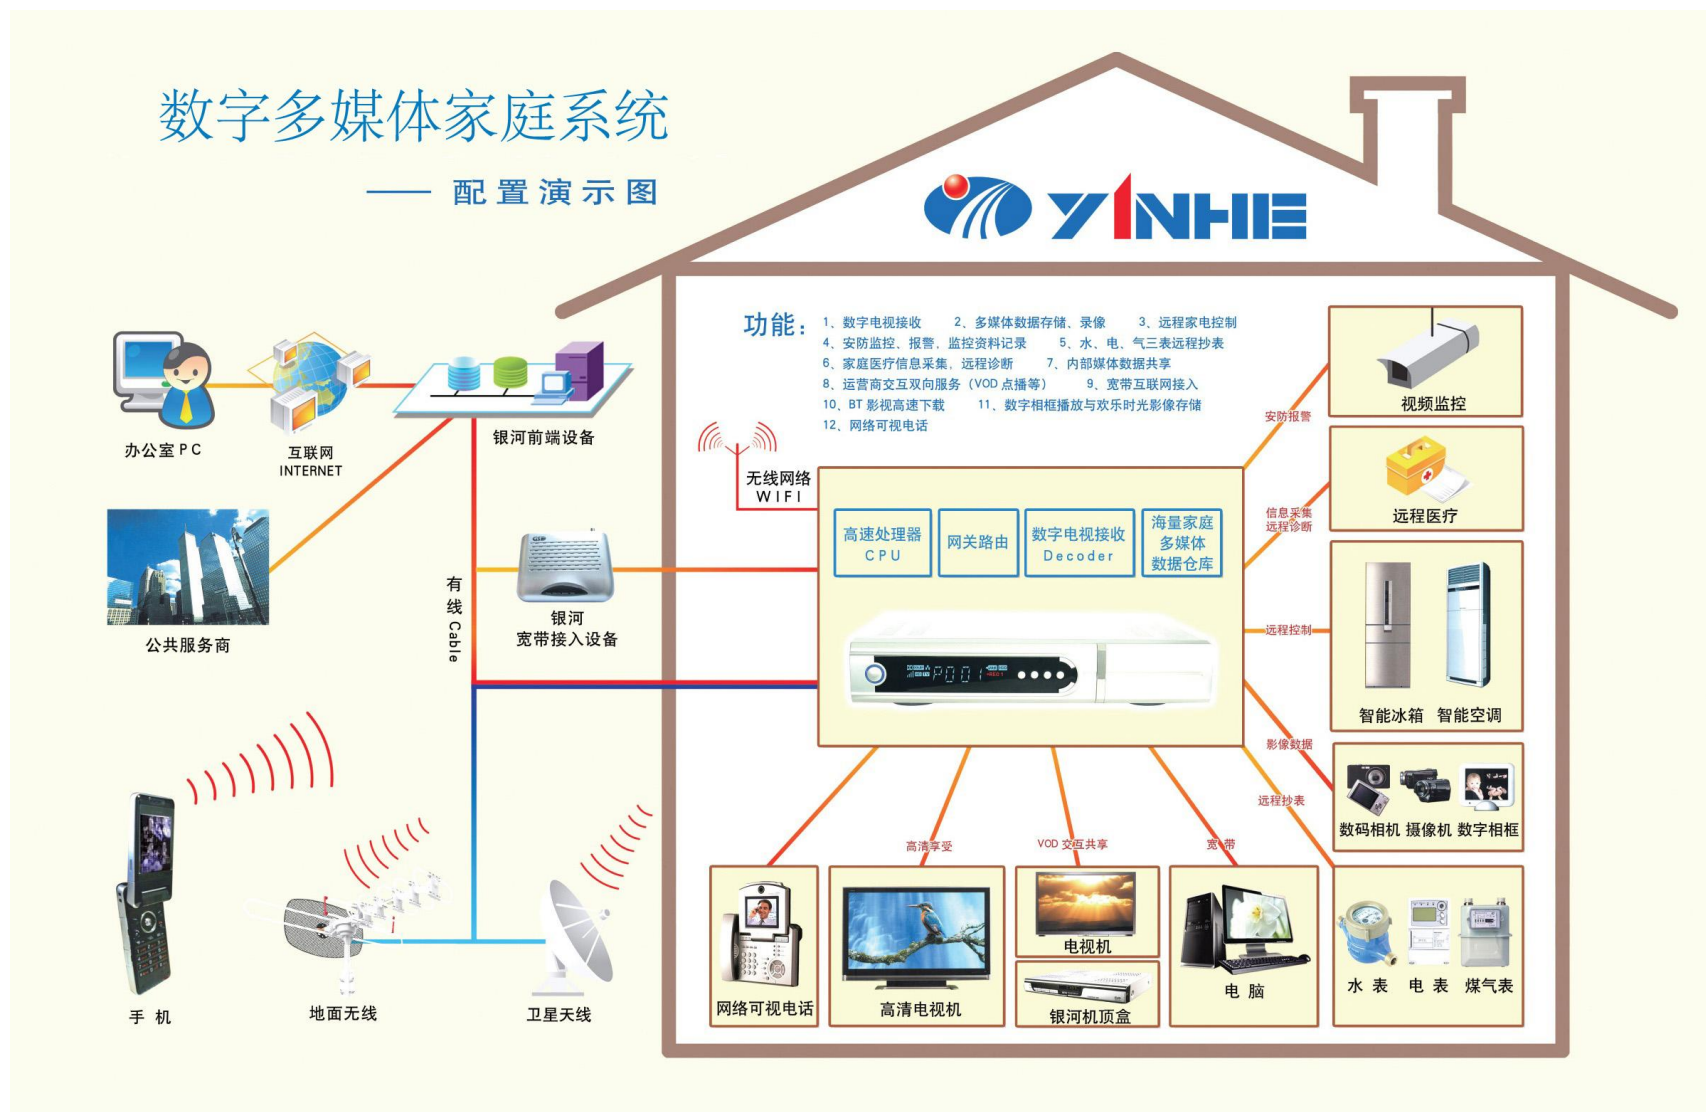 数字多媒体家庭系统
—— 配置演示图
YINHE
功能：
1、数字电视接收 2、多媒体数据存储、录像 3、远程家电控制
4、安防监控、报警、监控资料记录 5、水、电、气三表远程抄表
6、家庭医疗信息采集、远程诊断 7、内部媒体数据共享
8、运营商交互双向服务（VOD 点播等） 9、宽带互联网接入
10、BT 影视高速下载 11、数字相框播放与欢乐时光影像存储
12、网络可视电话
办公室 PC
互联网
INTERNET
银河前端设备
公共服务商
有线 Cable
银河
宽带接入设备
无线网络
WIFI
高速处理器
CPU
网关路由
数字电视接收
Decoder
海量家庭
多媒体
数据仓库
P001
安防报警
视频监控
信息采集
远程诊断
远程医疗
远程控制
智能冰箱 智能空调
影像数据
数码相机 摄像机 数字相框
远程抄表
水 表 电 表 煤气表
高清享受
VOD 交互共享
宽 带
网络可视电话
高清电视机
电视机
银河机顶盒
电 脑
手 机
地面无线
卫星天线